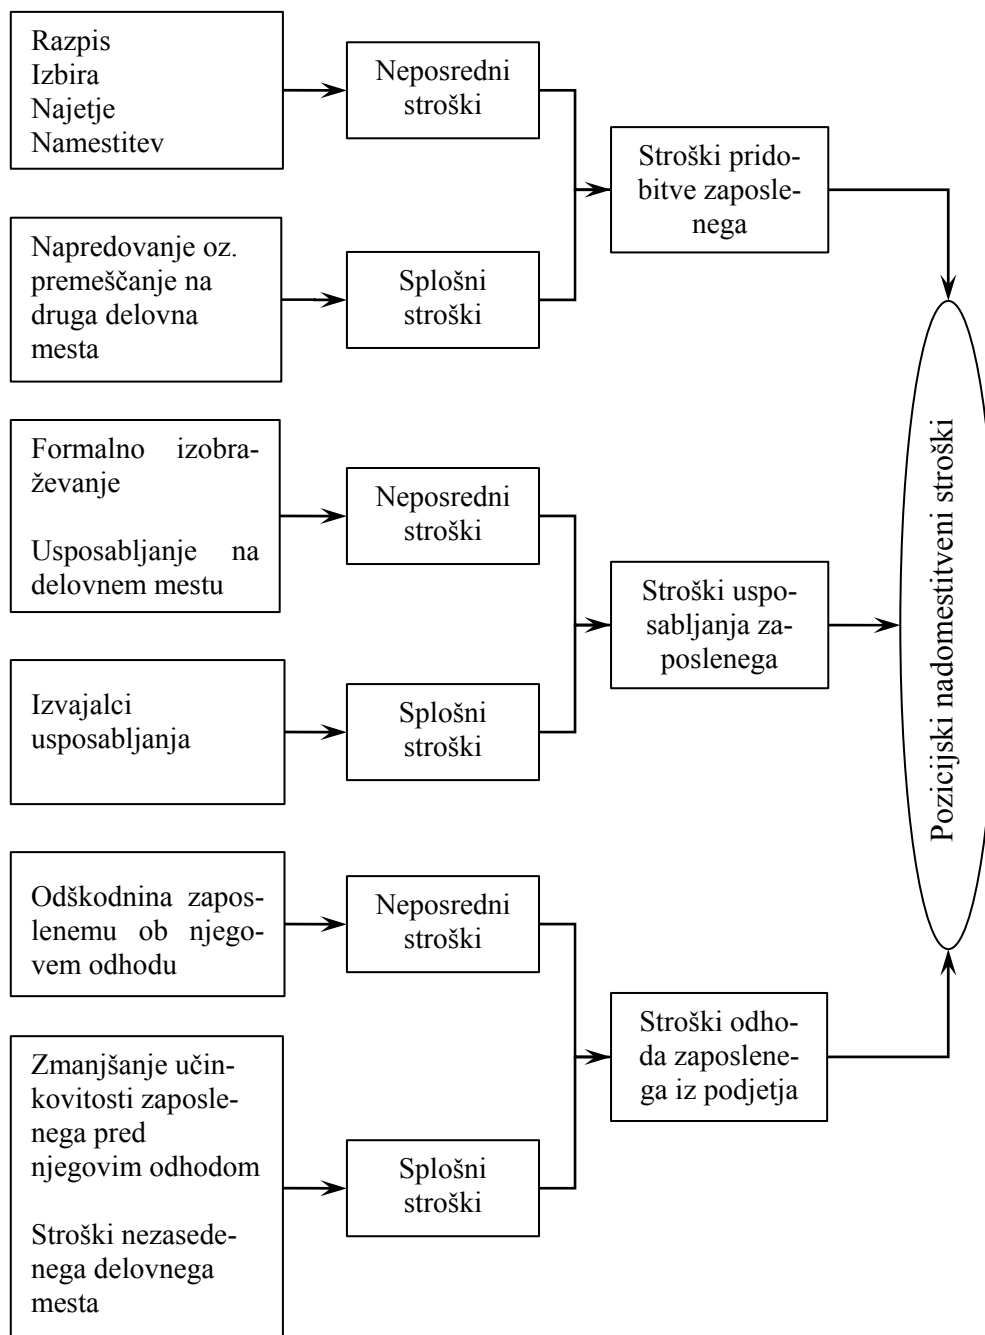 Razpis
Izbira
Najetje
Namestitev
Neposredni
stroški
Stroški prido-
bitve zaposle-
nega
Napredovanje oz.
premeščanje na
druga delovna
mesta
Splošni
stroški
Formalno izobra-
ževanje
Usposabljanje na
delovnem mestu
Neposredni
stroški
Stroški uspo-
sabljanja za-
poslenega
Izvajalci
usposabljanja
Splošni
stroški
Odškodnina zapos-
lenemu ob njego-
vem odhodu
Neposredni
stroški
Stroški odho-
da zaposlene-
ga iz podjetja
Zmanjšanje učin-
kovitosti zaposle-
nega pred
njegovim odhodom
Stroški nezasede-
nega delovnega
mesta
Splošni
stroški
Pozicijski nadomestitveni stroški